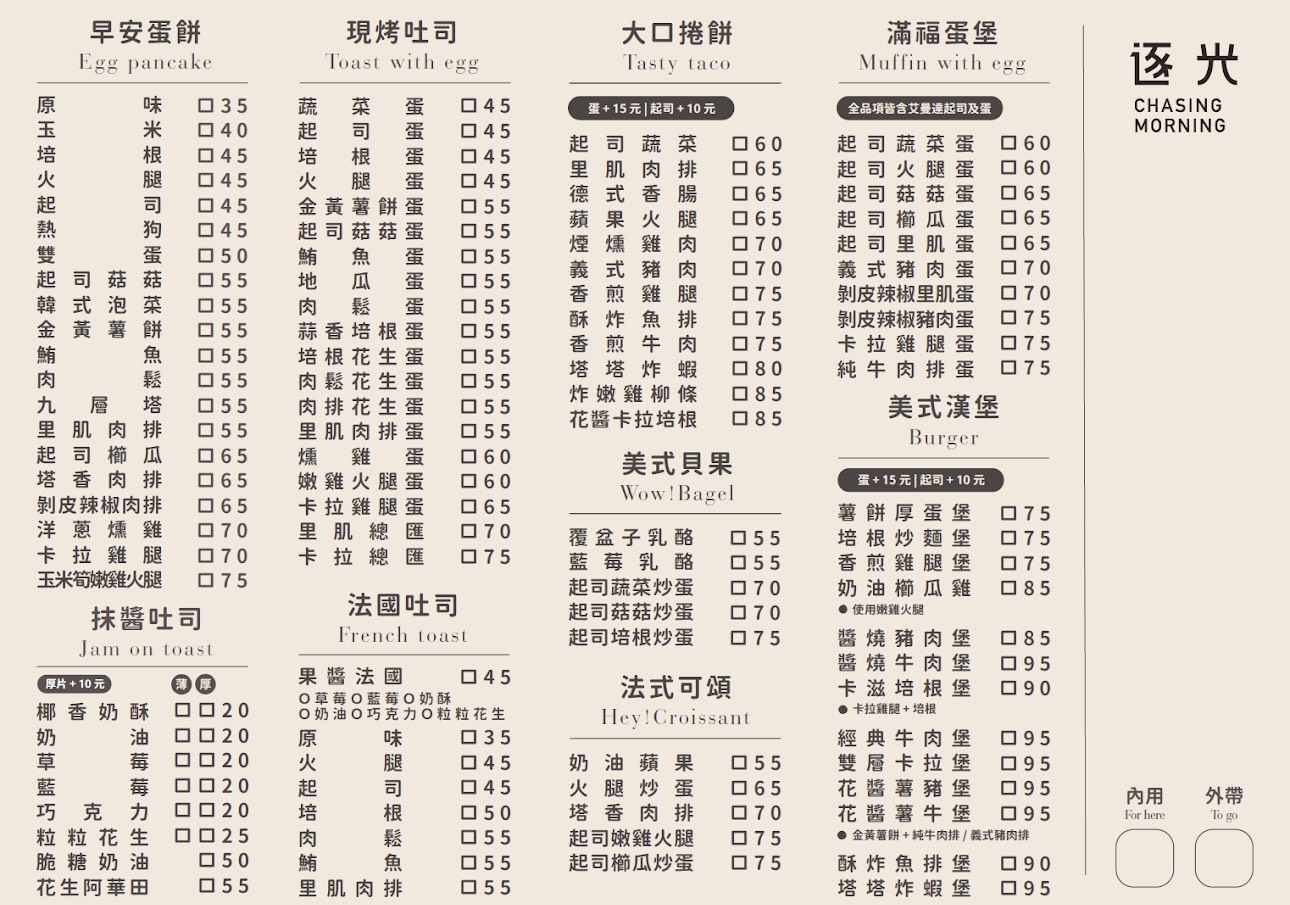 早安蛋餅
Egg pancake
原味 □35
玉米 □40
培根 □45
火腿 □45
起司 □45
熱狗 □45
雙蛋 □50
起司菇菇 □55
韓式泡菜 □55
金黃薯餅 □55
鮪魚 □55
肉鬆 □55
九層塔 □55
里肌肉排 □55
起司櫛瓜 □65
塔香肉排 □65
剝皮辣椒肉排 □65
洋蔥燻雞 □70
卡拉雞腿 □70
玉米筍嫩雞火腿 □75
抹醬吐司
Jam on toast
厚片+10元 薄 厚
椰香奶酥 □□20
奶油 □□20
草莓 □□20
藍莓 □□20
巧克力 □□20
粒粒花生 □□25
脆糖奶油 □50
花生阿華田 □55
現烤吐司
Toast with egg
蔬菜蛋 □45
起司蛋 □45
培根蛋 □45
火腿蛋 □45
金黃薯餅蛋 □55
起司菇菇蛋 □55
鮪魚蛋 □55
地瓜蛋 □55
肉鬆蛋 □55
蒜香培根蛋 □55
培根花生蛋 □55
肉鬆花生蛋 □55
肉排花生蛋 □55
里肌肉排蛋 □55
燻雞蛋 □60
嫩雞火腿蛋 □60
卡拉雞腿蛋 □65
里肌總匯 □70
卡拉總匯 □75
法國吐司
French toast
果醬法國 □45
O草莓O藍莓O奶酥
O奶油O巧克力O粒粒花生
原味 □35
火腿 □45
起司 □45
培根 □50
肉鬆 □55
鮪魚 □55
里肌肉排 □55
大口捲餅
Tasty taco
蛋+15元|起司+10元
起司蔬菜 □60
里肌肉排 □65
德式香腸 □65
蘋果火腿 □65
煙燻雞肉 □70
義式豬肉 □70
香煎雞腿 □75
酥炸魚排 □75
香煎牛肉 □75
塔塔炸蝦 □80
炸嫩雞柳條 □85
花醬卡拉培根 □85
美式貝果
Wow!Bagel
覆盆子乳酪 □55
藍莓乳酪 □55
起司蔬菜炒蛋 □70
起司菇菇炒蛋 □70
起司培根炒蛋 □75
法式可頌
Hey!Croissant
奶油蘋果 □55
火腿炒蛋 □65
塔香肉排 □70
起司嫩雞火腿 □75
起司櫛瓜炒蛋 □75
滿福蛋堡
Muffin with egg
全品項皆含艾曼達起司及蛋
起司蔬菜蛋 □60
起司火腿蛋 □60
起司菇菇蛋 □65
起司櫛瓜蛋 □65
起司里肌蛋 □65
義式豬肉蛋 □70
剝皮辣椒里肌蛋 □70
剝皮辣椒豬肉蛋 □75
卡拉雞腿蛋 □75
純牛肉排蛋 □75
美式漢堡
Burger
蛋+15元|起司+10元
薯餅厚蛋堡 □75
培根炒麵堡 □75
香煎雞腿堡 □75
奶油櫛瓜雞 □85
● 使用嫩雞火腿
醬燒豬肉堡 □85
醬燒牛肉堡 □95
卡滋培根堡 □90
● 卡拉雞腿+培根
經典牛肉堡 □95
雙層卡拉堡 □95
花醬薯豬堡 □95
花醬薯牛堡 □95
● 金黃薯餅+純牛肉排/義式豬肉排
酥炸魚排堡 □90
塔塔炸蝦堡 □95
逐光
CHASING
MORNING
內用 外帶
For here To go